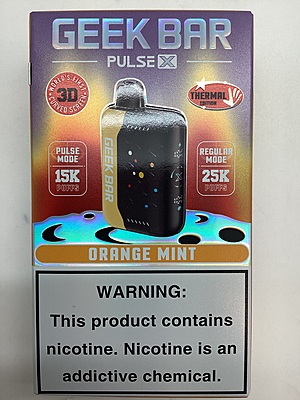 GEEK BAR
PULSE X
WORLD'S FIRST
3D
CURVED SCREEN
THERMAL
EDITION
PULSE
MODE
15K
PUFFS
REGULAR
MODE
25K
PUFFS
GEEK BAR
ORANGE MINT
WARNING:
This product contains
nicotine. Nicotine is an
addictive chemical.